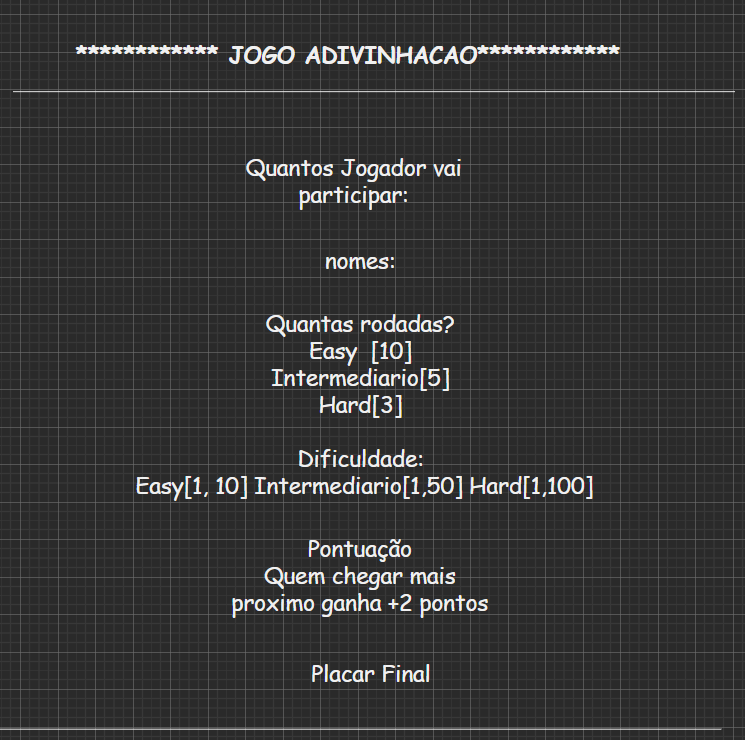 ************ JOGO ADIVINHACAO************
Quantos Jogador vai
participar:
nomes:
Quantas rodadas?
Easy  [10]
Intermediario[5]
Hard[3]
Dificuldade:
Easy[1, 10] Intermediario[1,50] Hard[1,100]
Pontuação
Quem chegar mais
proximo ganha +2 pontos
Placar Final